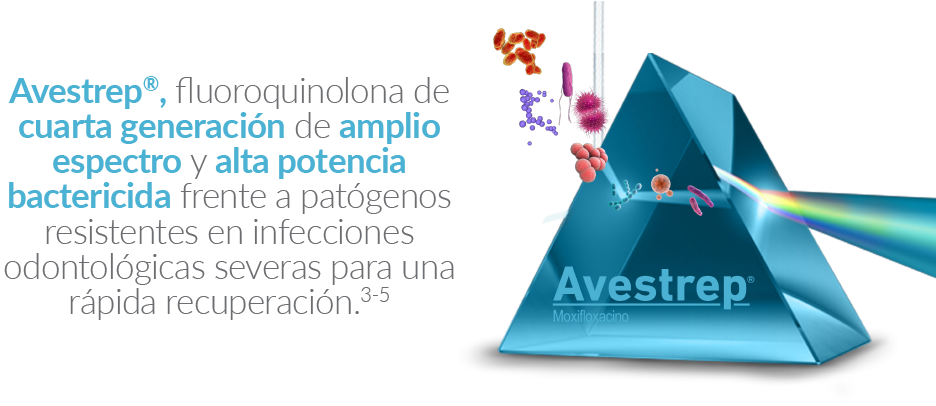 Avestrep®, fluoroquinolona de
cuarta generación de amplio
espectro y alta potencia
bactericida frente a patógenos
resistentes en infecciones
odontológicas severas para una
rápida recuperación.3-5
Avestrep®
Moxifloxacino